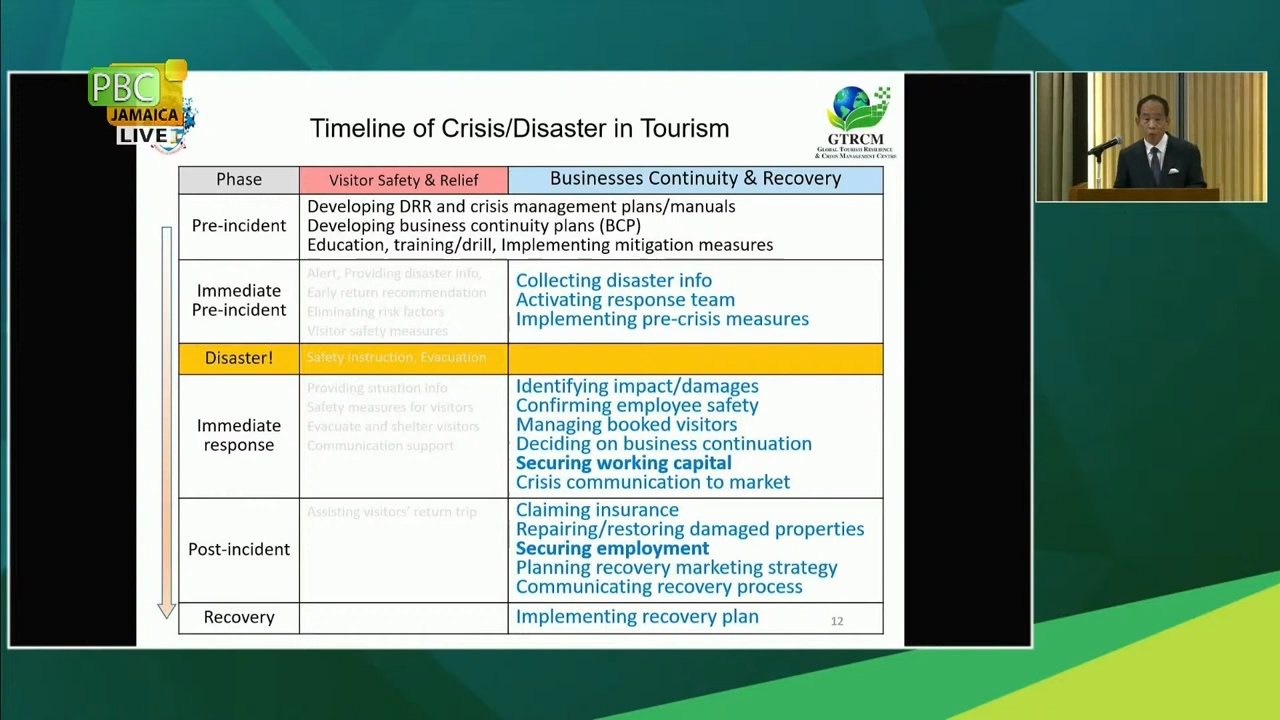 PBC
JAMAICA
LIVE
Timeline of Crisis/Disaster in Tourism
GTRCM
GLOBAL TOURISM RESILIENCE
& CRISIS MANAGEMENT CENTRE
Phase
Visitor Safety & Relief
Businesses Continuity & Recovery
Pre-incident
Developing DRR and crisis management plans/manuals
Developing business continuity plans (BCP)
Education, training/drill, Implementing mitigation measures
Immediate
Pre-incident
Alert, Providing disaster info,
Early return recommendation
Eliminating risk factors
Visitor safety measures
Collecting disaster info
Activating response team
Implementing pre-crisis measures
Disaster!
Safety instruction, Evacuation
Immediate
response
Providing situation info
Safety measures for visitors
Evacuate and shelter visitors
Communication support
Identifying impact/damages
Confirming employee safety
Managing booked visitors
Deciding on business continuation
Securing working capital
Crisis communication to market
Post-incident
Assisting visitors' return trip
Claiming insurance
Repairing/restoring damaged properties
Securing employment
Planning recovery marketing strategy
Communicating recovery process
Recovery
Implementing recovery plan
12